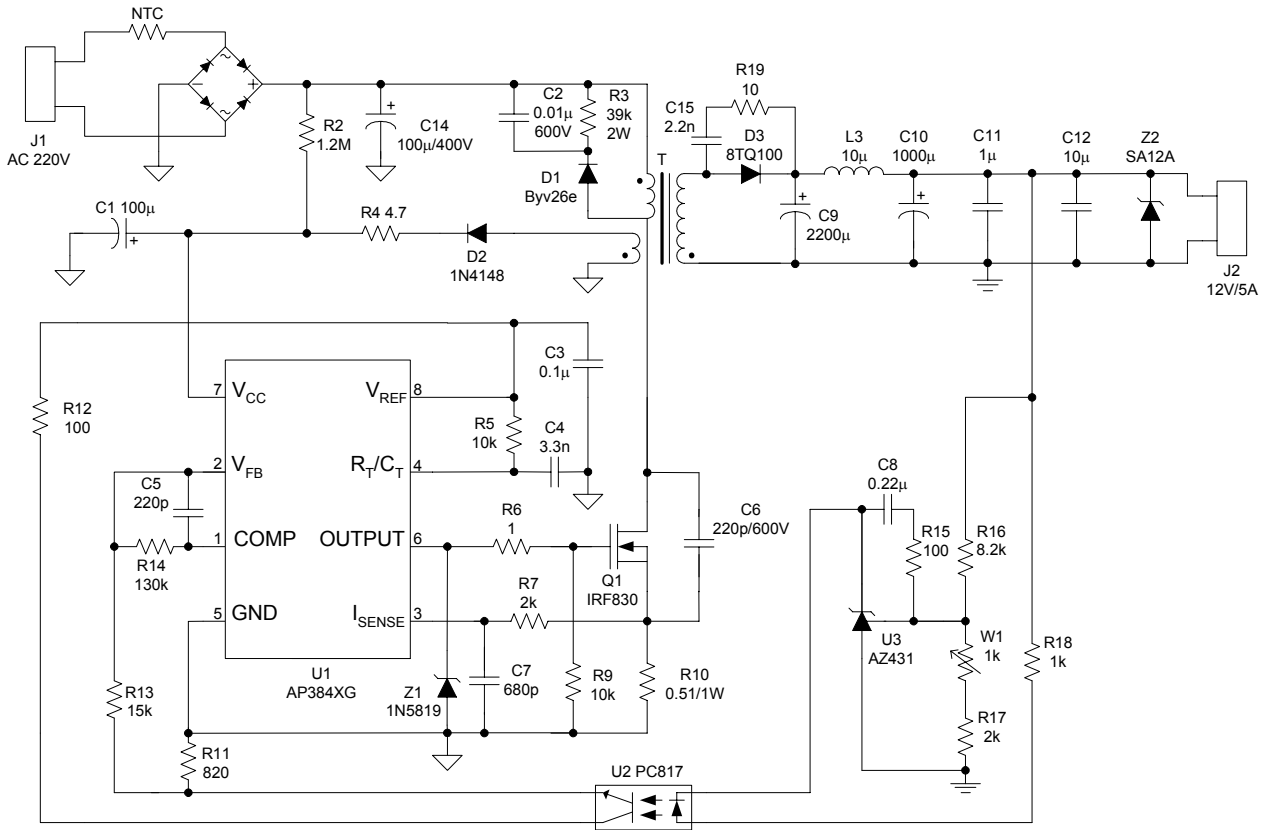 NTC
J1
AC 220V
R2
1.2M
C14
100μ/400V
C2
0.01μ
600V
R3
39k
2W
D1
Byv26e
T
C15
2.2n
R19
10
D3
8TQ100
L3
10μ
C9
2200μ
C10
1000μ
C11
1μ
C12
10μ
Z2
SA12A
J2
12V/5A
C1 100μ
R4 4.7
D2
1N4148
R12
100
7 VCC
VREF 8
2 VFB
RT/CT 4
1 COMP
OUTPUT 6
5 GND
ISENSE 3
U1
AP384XG
C3
0.1μ
R5
10k
C4
3.3n
C5
220p
R14
130k
R6
1
Q1
IRF830
C6
220p/600V
R7
2k
C7
680p
Z1
1N5819
R9
10k
R10
0.51/1W
R13
15k
R11
820
U2 PC817
C8
0.22μ
R15
100
R16
8.2k
U3
AZ431
W1
1k
R17
2k
R18
1k